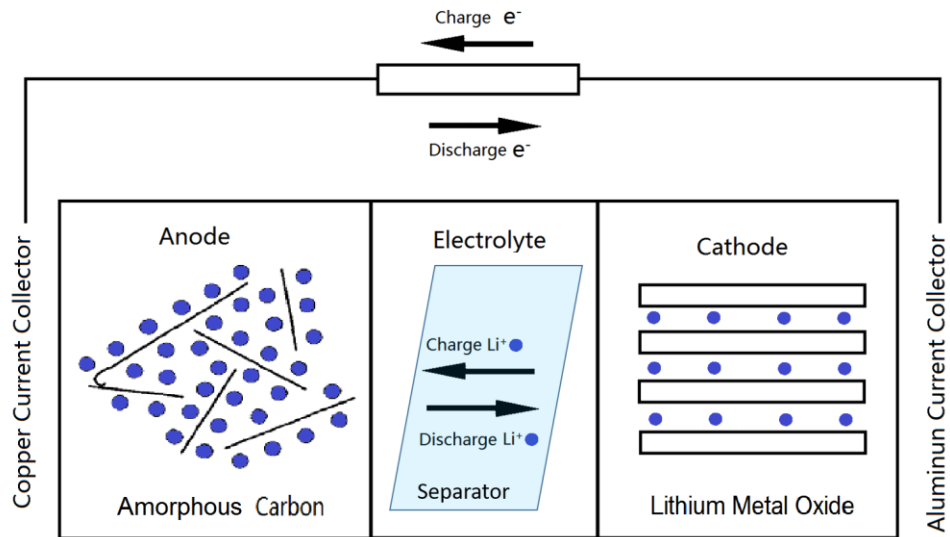 Charge e⁻
Discharge e⁻
Copper Current Collector
Anode
Electrolyte
Cathode
Aluminun Current Collector
Charge Li⁺
Discharge Li⁺
Separator
Amorphous Carbon
Lithium Metal Oxide